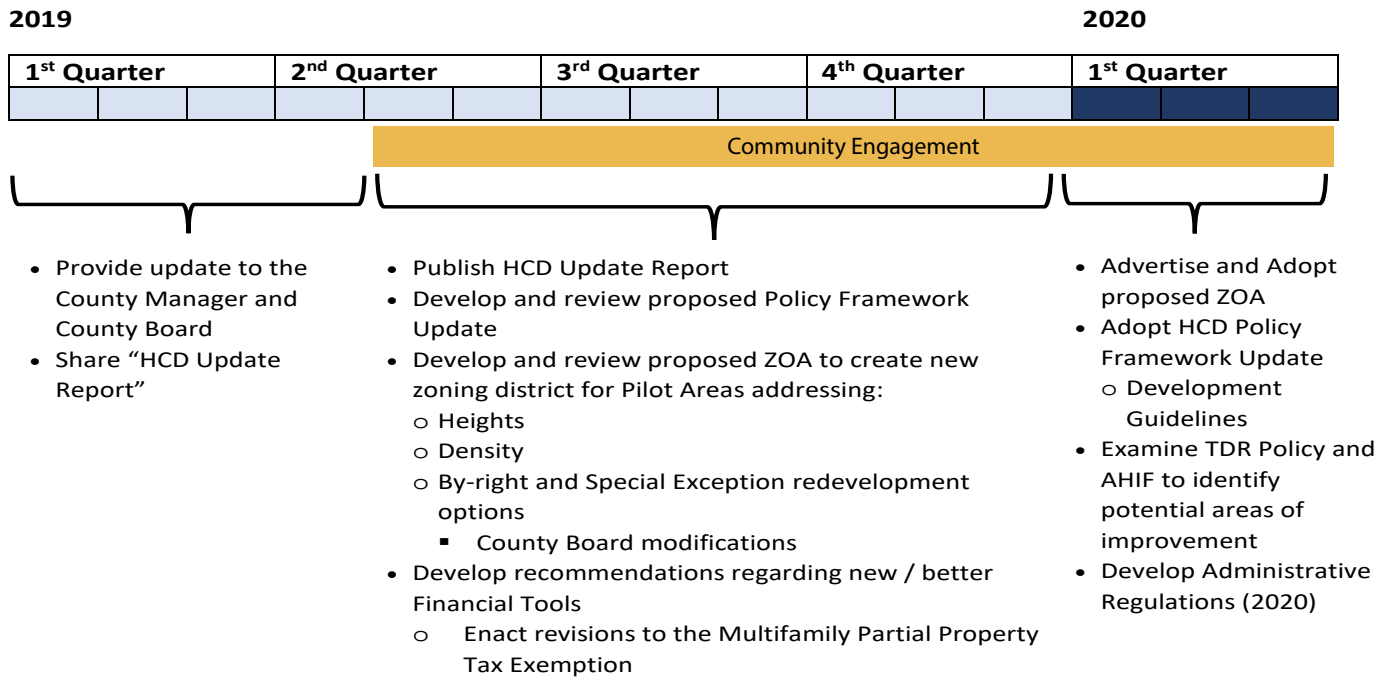 2019
2020
1st Quarter
2nd Quarter
3rd Quarter
4th Quarter
1st Quarter
Community Engagement
• Provide update to the
County Manager and
County Board
• Share “HCD Update
Report”
• Publish HCD Update Report
• Develop and review proposed Policy Framework
Update
• Develop and review proposed ZOA to create new
zoning district for Pilot Areas addressing:
o Heights
o Density
o By-right and Special Exception redevelopment
options
▪ County Board modifications
• Develop recommendations regarding new / better
Financial Tools
o Enact revisions to the Multifamily Partial Property
Tax Exemption
• Advertise and Adopt
proposed ZOA
• Adopt HCD Policy
Framework Update
o Development
Guidelines
• Examine TDR Policy and
AHIF to identify
potential areas of
improvement
• Develop Administrative
Regulations (2020)